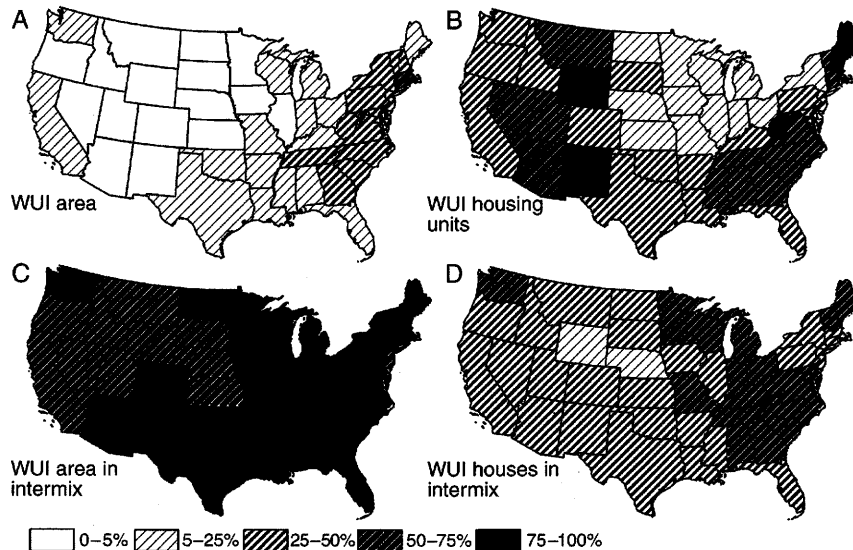 A
WUI area
B
WUI housing
units
C
WUI area in
intermix
D
WUI houses in
intermix
0–5% 5–25% 25–50% 50–75% 75–100%